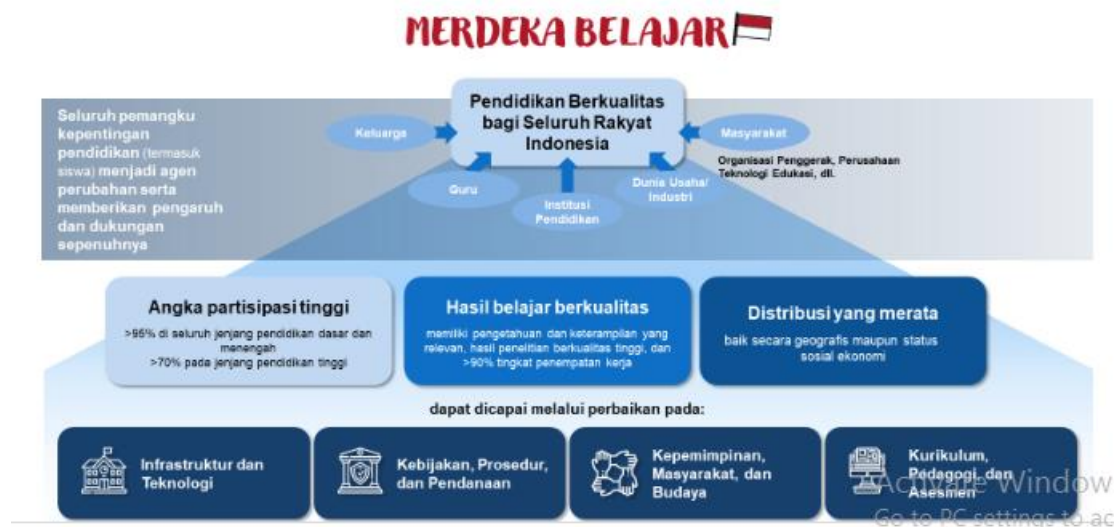 MERDEKA BELAJAR
Pendidikan Berkualitas
bagi Seluruh Rakyat
Indonesia
Seluruh pemangku
kepentingan
pendidikan (termasuk
siswa) menjadi agen
perubahan serta
memberikan pengaruh
dan dukungan
sepenuhnya
Keluarga
Guru
Institusi
Pendidikan
Dunia Usaha/
Industri
Masyarakat
Organisasi Penggerak, Perusahaan
Teknologi Edukasi, dll.
Angka partisipasi tinggi
>95% di seluruh jenjang pendidikan dasar dan
menengah
>70% pada jenjang pendidikan tinggi
Hasil belajar berkualitas
memiliki pengetahuan dan keterampilan yang
relevan, hasil penelitian berkualitas tinggi, dan
>90% tingkat penempatan kerja
Distribusi yang merata
baik secara geografis maupun status
sosial ekonomi
dapat dicapai melalui perbaikan pada:
Infrastruktur dan
Teknologi
Kebijakan, Prosedur,
dan Pendanaan
Kepemimpinan,
Masyarakat, dan
Budaya
Kurikulum,
Pedagogi, dan
Asesmen
Activate Window
Go to PC settings to ac